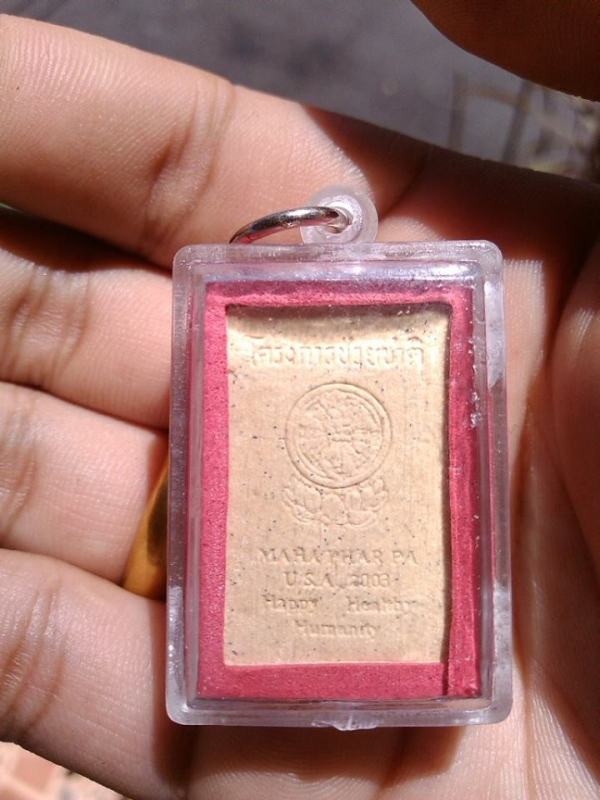 โครงการช่วยชาติ
MAHA PHAR PA
U.S.A. 2003
Happy Healthy
Humanity